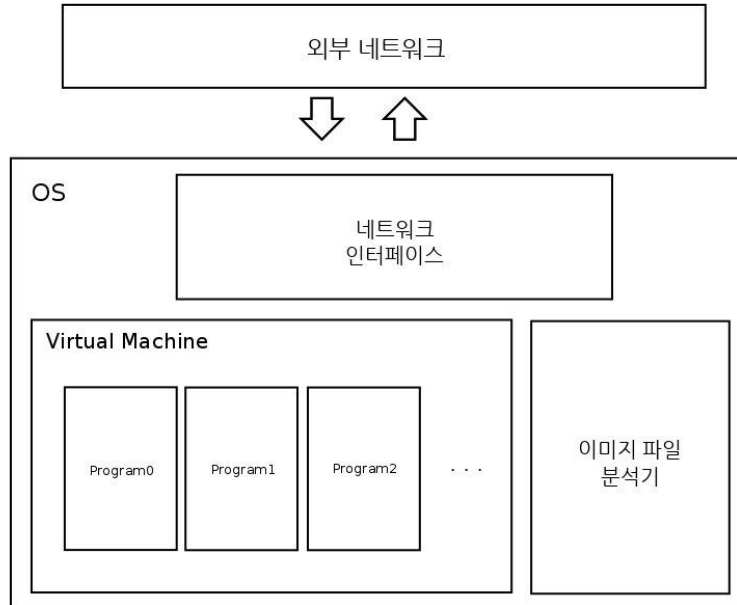 외부 네트워크
OS
네트워크
인터페이스
Virtual Machine
Program0
Program1
Program2
. . .
이미지 파일
분석기